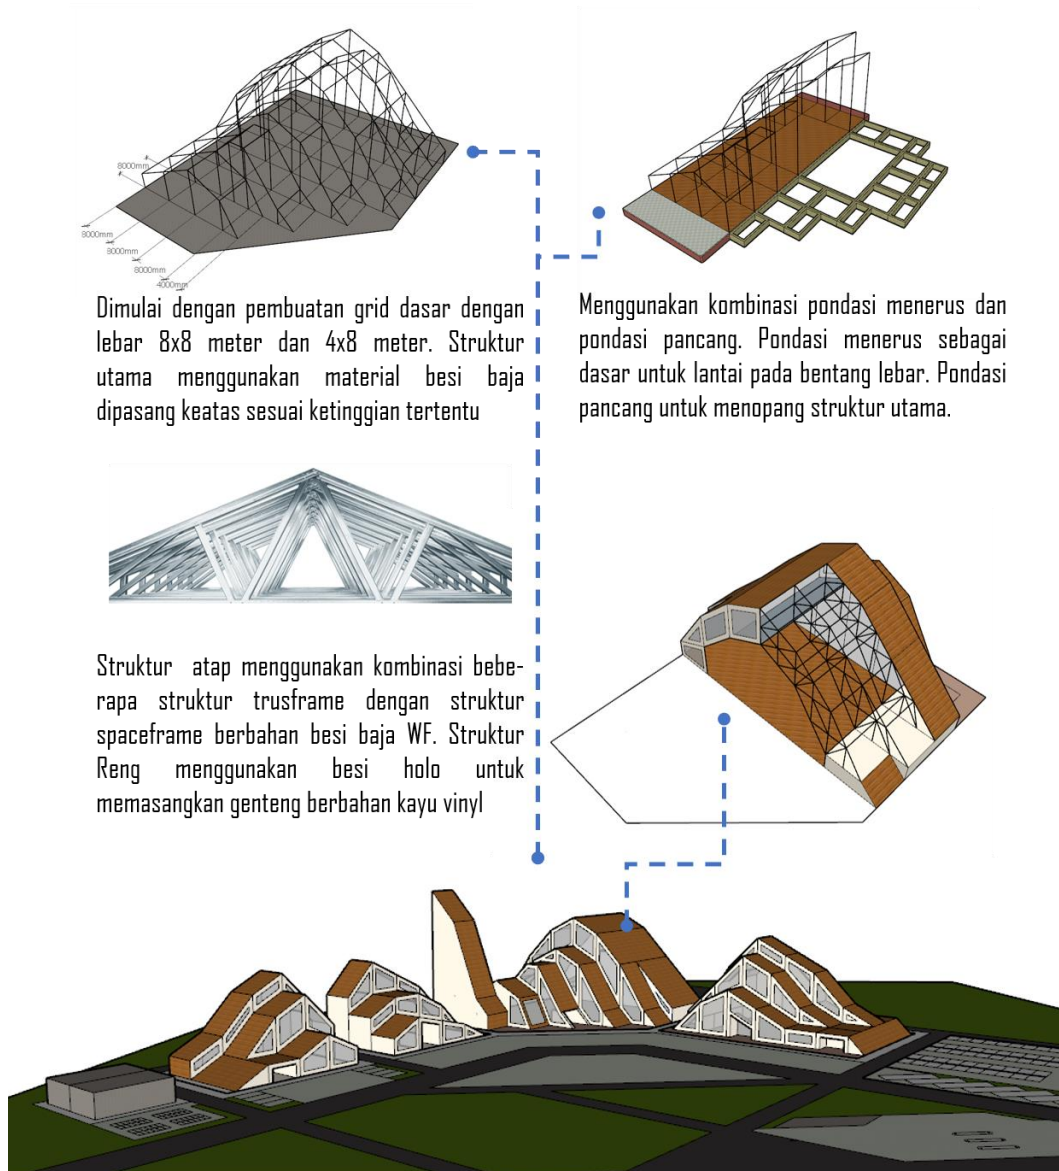 8000mm
8000mm
8000mm
8000mm
4000mm
Dimulai dengan pembuatan grid dasar dengan
lebar 8x8 meter dan 4x8 meter. Struktur
utama menggunakan material besi baja
dipasang keatas sesuai ketinggian tertentu
Menggunakan kombinasi pondasi menerus dan
pondasi pancang. Pondasi menerus sebagai
dasar untuk lantai pada bentang lebar. Pondasi
pancang untuk menopang struktur utama.
Struktur atap menggunakan kombinasi bebe-
rapa struktur trusframe dengan struktur
spaceframe berbahan besi baja WF. Struktur
Reng menggunakan besi holo untuk
memasangkan genteng berbahan kayu vinyl